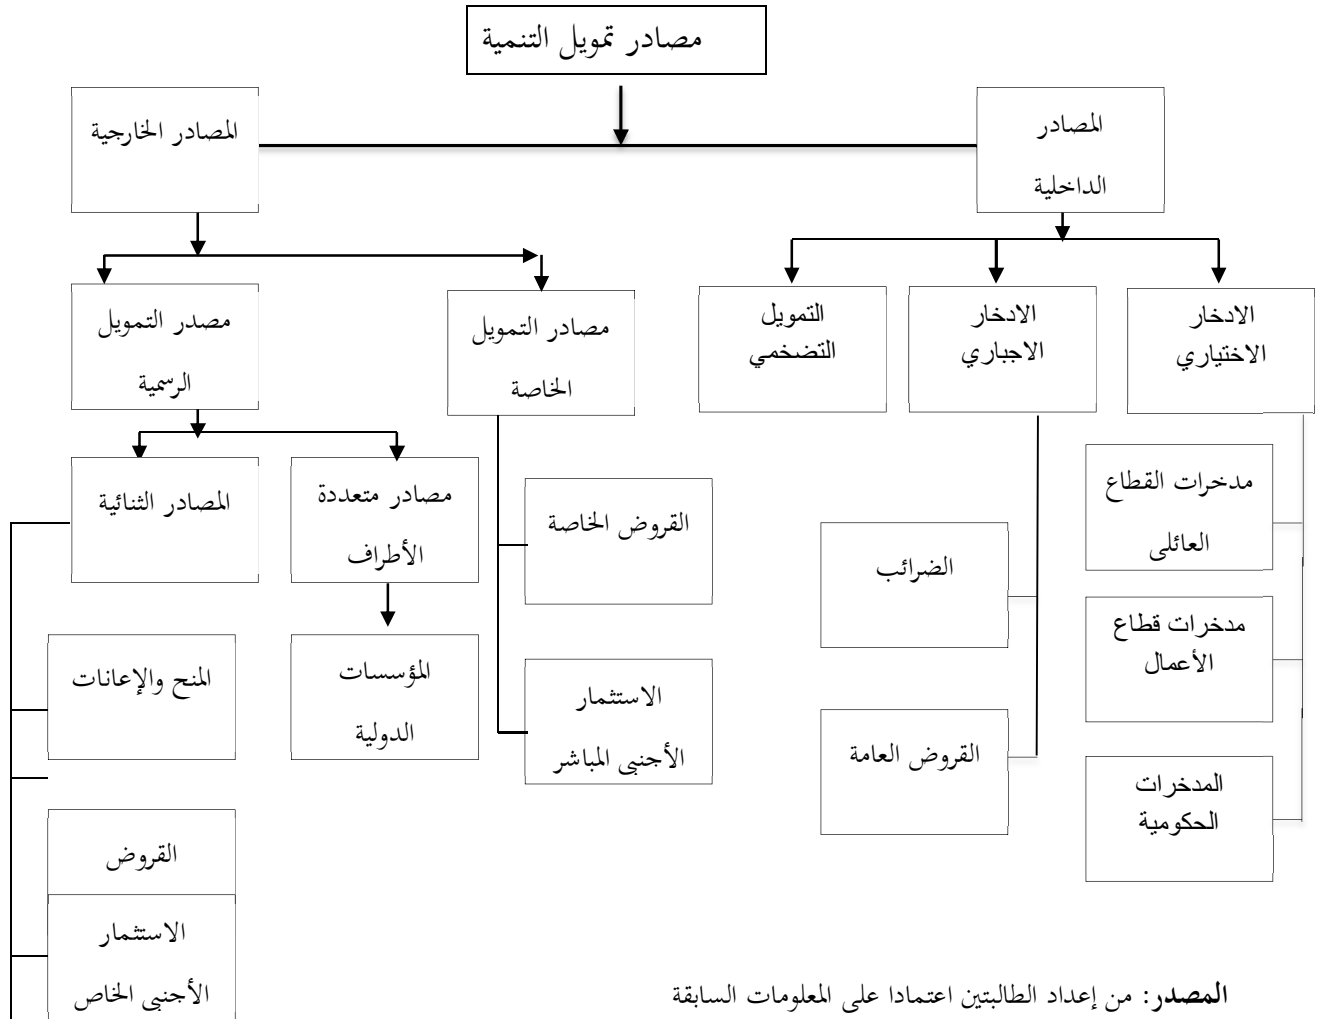 مصادر تمويل التنمية
المصادر
الداخلية
المصادر الخارجية
الادخار
الاختياري
الادخار
الاجباري
التمويل
التضخمي
مصادر التمويل
الخاصة
مصدر التمويل
الرسمية
مدخرات القطاع
العائلى
مدخرات قطاع
الأعمال
المدخرات
الحكومية
الضرائب
القروض العامة
القروض الخاصة
الاستثمار
الأجنبى المباشر
مصادر متعددة
الأطراف
المؤسسات
الدولية
المصادر الثنائية
المنح والإعانات
القروض
الاستثمار
الأجنبى الخاص
المصدر: من إعداد الطالبتين اعتمادا على المعلومات السابقة